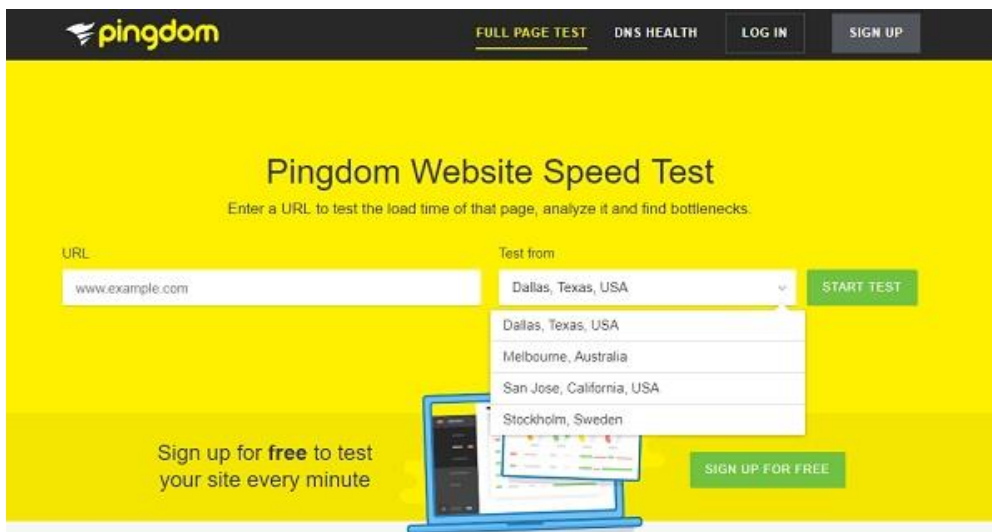 pingdom
FULL PAGE TEST
DNS HEALTH
LOG IN
SIGN UP
Pingdom Website Speed Test
Enter a URL to test the load time of that page, analyze it and find bottlenecks.
URL
Test from
www.example.com
Dallas, Texas, USA
START TEST
Dallas, Texas, USA
Melbourne, Australia
San Jose, California, USA
Stockholm, Sweden
Sign up for free to test
your site every minute
SIGN UP FOR FREE